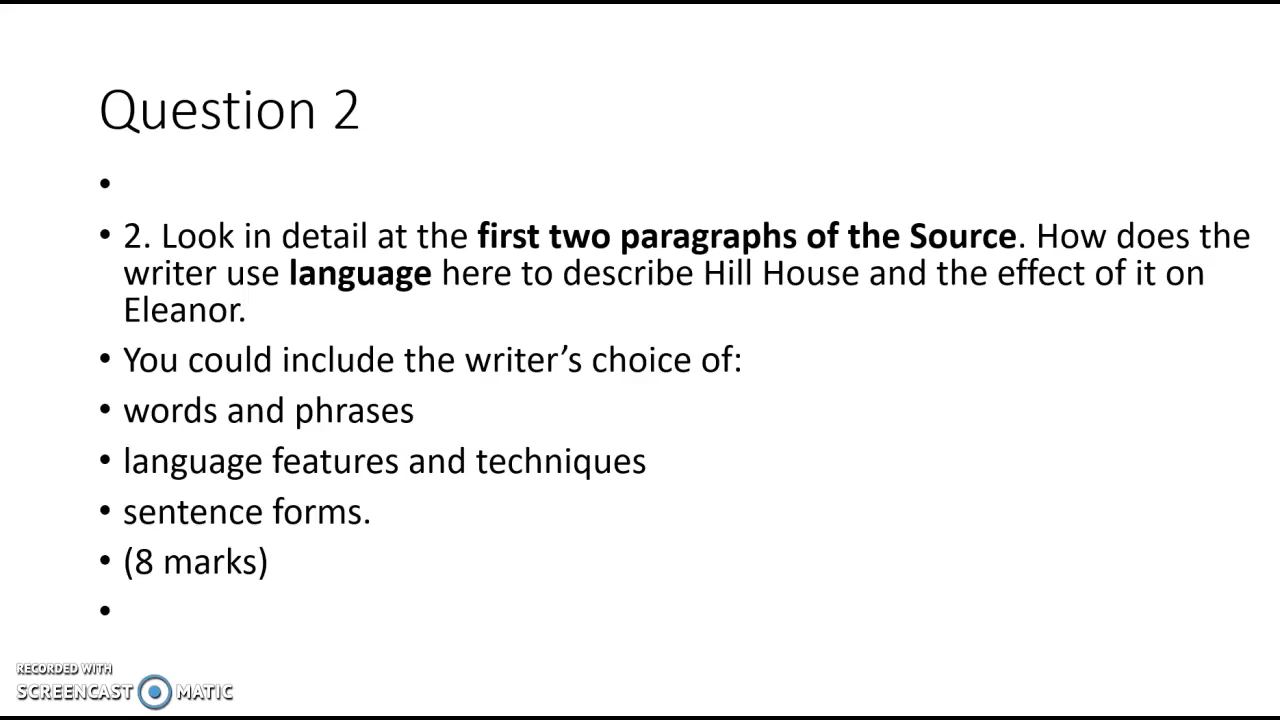 Question 2
•
• 2. Look in detail at the first two paragraphs of the Source. How does the
writer use language here to describe Hill House and the effect of it on
Eleanor.
• You could include the writer’s choice of:
• words and phrases
• language features and techniques
• sentence forms.
• (8 marks)
•
RECORDED WITH
SCREENCAST MATIC